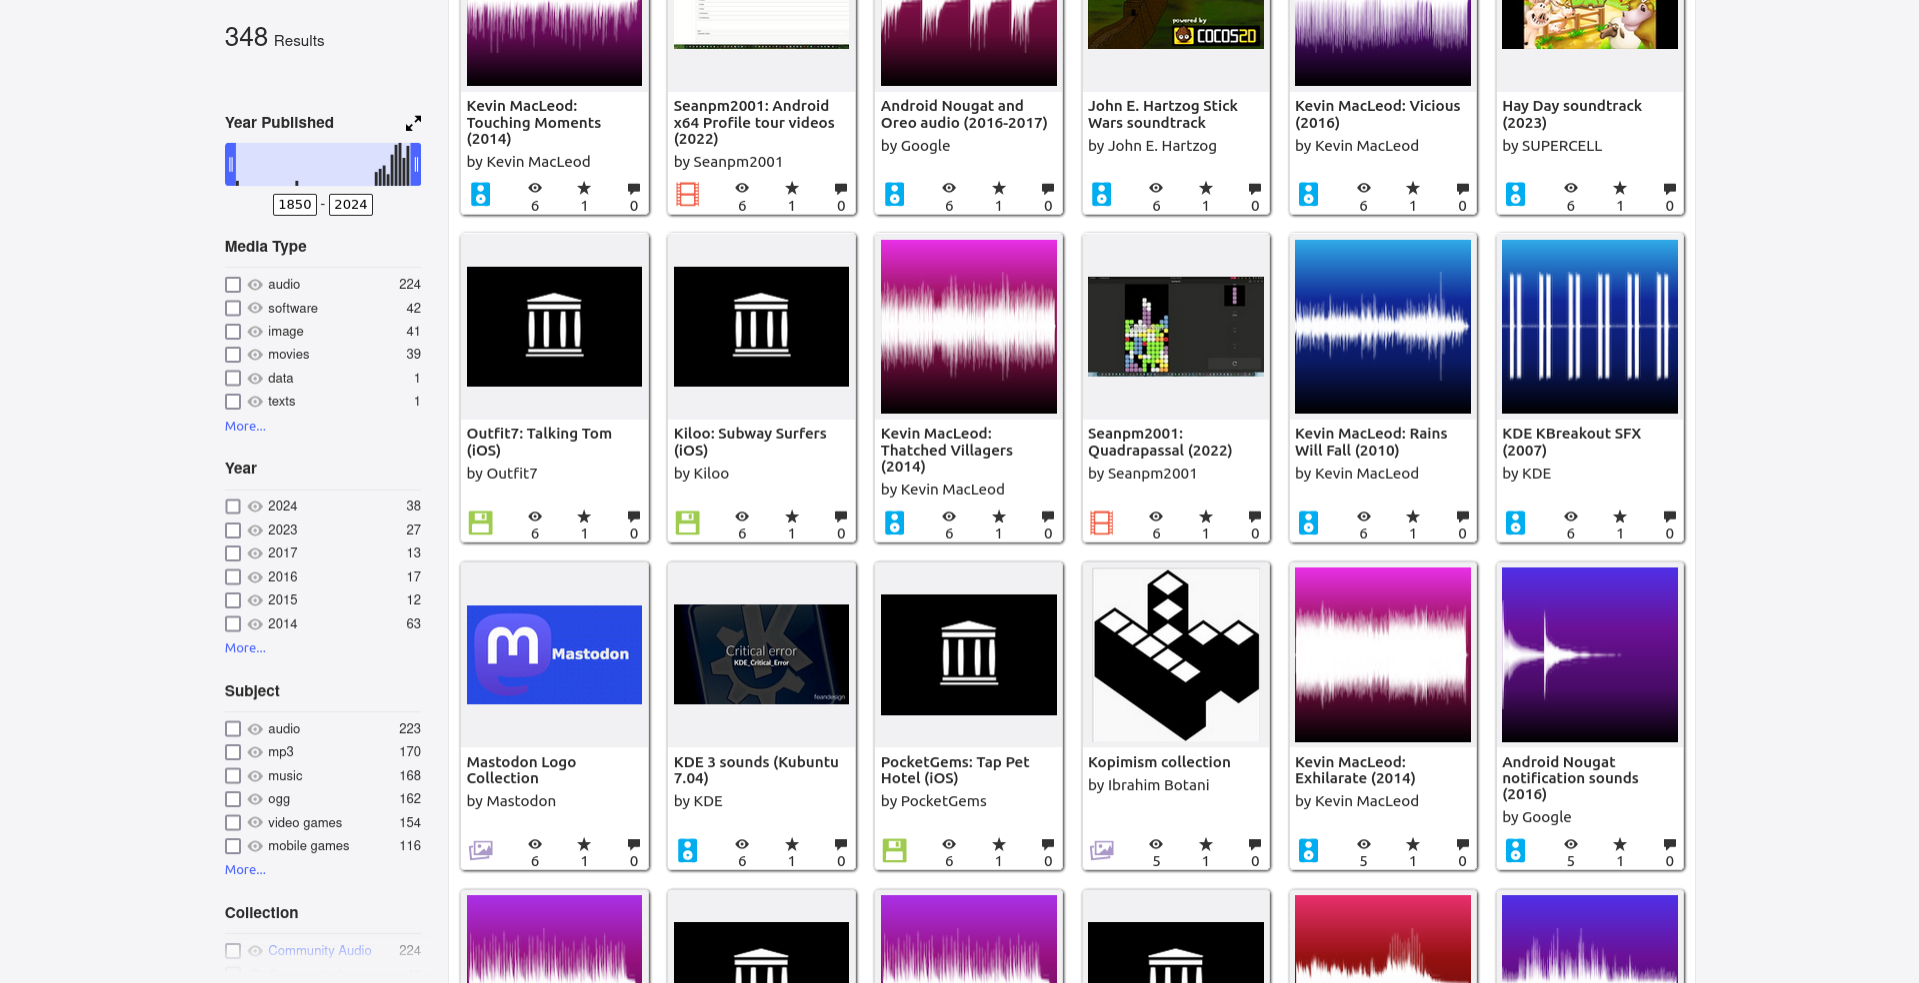 348 Results
Year Published
1850 - 2024
Media Type
audio 224
software 42
image 41
movies 39
data 1
texts 1
More...
Year
2024 38
2023 27
2017 13
2016 17
2015 12
2014 63
More...
Subject
audio 223
mp3 170
music 168
ogg 162
video games 154
mobile games 116
More...
Collection
Community Audio 224
Kevin MacLeod:
Touching Moments
(2014)
by Kevin MacLeod
6 1 0
Seanpm2001: Android
x64 Profile tour videos
(2022)
by Seanpm2001
6 1 0
Android Nougat and
Oreo audio (2016-2017)
by Google
6 1 0
powered by
COCOS2D
John E. Hartzog Stick
Wars soundtrack
by John E. Hartzog
6 1 0
Kevin MacLeod: Vicious
(2016)
by Kevin MacLeod
6 1 0
Hay Day soundtrack
(2023)
by SUPERCELL
6 1 0
Outfit7: Talking Tom
(iOS)
by Outfit7
6 1 0
Kiloo: Subway Surfers
(iOS)
by Kiloo
6 1 0
Kevin MacLeod:
Thatched Villagers
(2014)
by Kevin MacLeod
6 1 0
Seanpm2001:
Quadrapassal (2022)
by Seanpm2001
6 1 0
Kevin MacLeod: Rains
Will Fall (2010)
by Kevin MacLeod
6 1 0
KDE KBreakout SFX
(2007)
by KDE
6 1 0
Mastodon
Mastodon Logo
Collection
by Mastodon
6 1 0
Critical error
KDE_Critical_Error
feandesign
KDE 3 sounds (Kubuntu
7.04)
by KDE
6 1 0
PocketGems: Tap Pet
Hotel (iOS)
by PocketGems
6 1 0
Kopimism collection
by Ibrahim Botani
5 1 0
Kevin MacLeod:
Exhilarate (2014)
by Kevin MacLeod
5 1 0
Android Nougat
notification sounds
(2016)
by Google
5 1 0